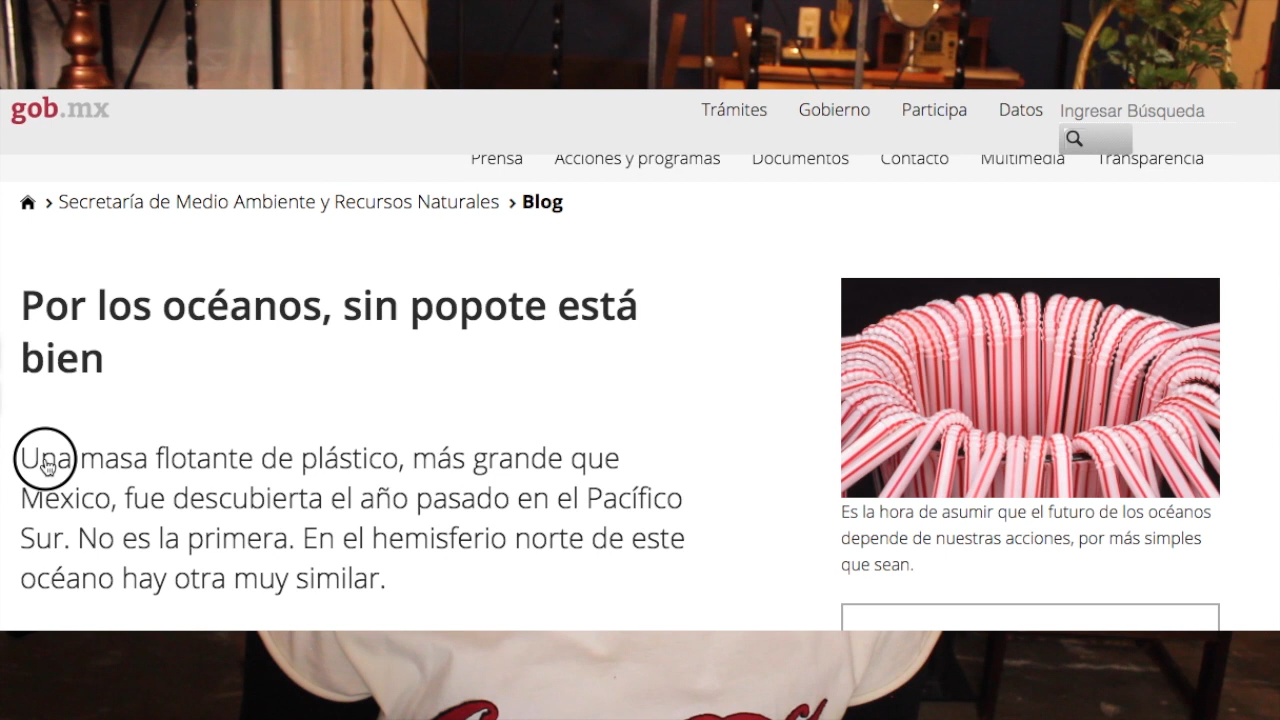 gob.mx
Trámites Gobierno Participa Datos Ingresar Búsqueda
Prensa Acciones y programas Documentos Contacto Multimedia Transparencia
Secretaría de Medio Ambiente y Recursos Naturales > Blog
Por los océanos, sin popote está
bien
Una masa flotante de plástico, más grande que
México, fue descubierta el año pasado en el Pacífico
Sur. No es la primera. En el hemisferio norte de este
océano hay otra muy similar.
Es la hora de asumir que el futuro de los océanos
depende de nuestras acciones, por más simples
que sean.